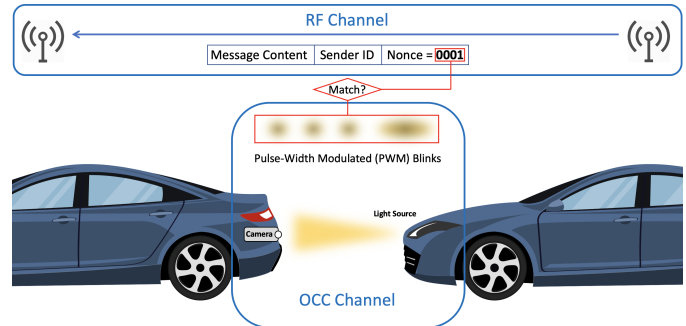 RF Channel
Message Content Sender ID Nonce = 0001
Match?
Pulse-Width Modulated (PWM) Blinks
Light Source
Camera
OCC Channel